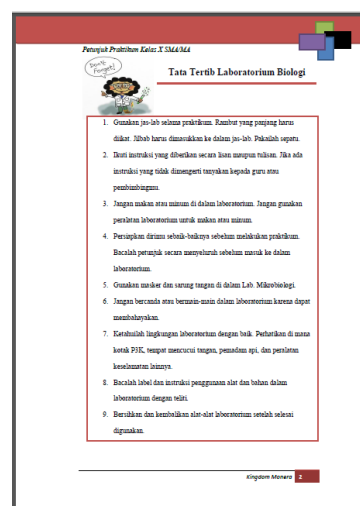 Petunjuk Praktikum Kelas X SMA/MA
Don't
Forget!
Tata Tertib Laboratorium Biologi
1. Gunakan jas-lab selama praktikum. Rambut yang panjang harus
diikat. Jilbab harus dimasukkan ke dalam jas-lab. Pakailah sepatu.
2. Ikuti instruksi yang diberikan secara lisan maupun tulisan. Jika ada
instruksi yang tidak dimengerti tanyakan kepada guru atau
pembimbingmu.
3. Jangan makan atau minum di dalam laboratorium. Jangan gunakan
peralatan laboratorium untuk makan atau minum.
4. Persiapkan dirimu sebaik-baiknya sebelum melakukan praktikum.
Bacalah petunjuk secara menyeluruh sebelum masuk ke dalam
laboratorium.
5. Gunakan masker dan sarung tangan di dalam Lab. Mikrobiologi.
6. Jangan bercanda atau bermain-main dalam laboratorium karena dapat
membahayakan.
7. Ketahuilah lingkungan laboratorium dengan baik. Perhatikan di mana
kotak P3K, tempat mencuci tangan, pemadam api, dan peralatan
keselamatan lainnya.
8. Bacalah label dan instruksi penggunaan alat dan bahan dalam
laboratorium dengan teliti.
9. Bersihkan dan kembalikan alat-alat laboratorium setelah selesai
digunakan.
Kingdom Monera 2